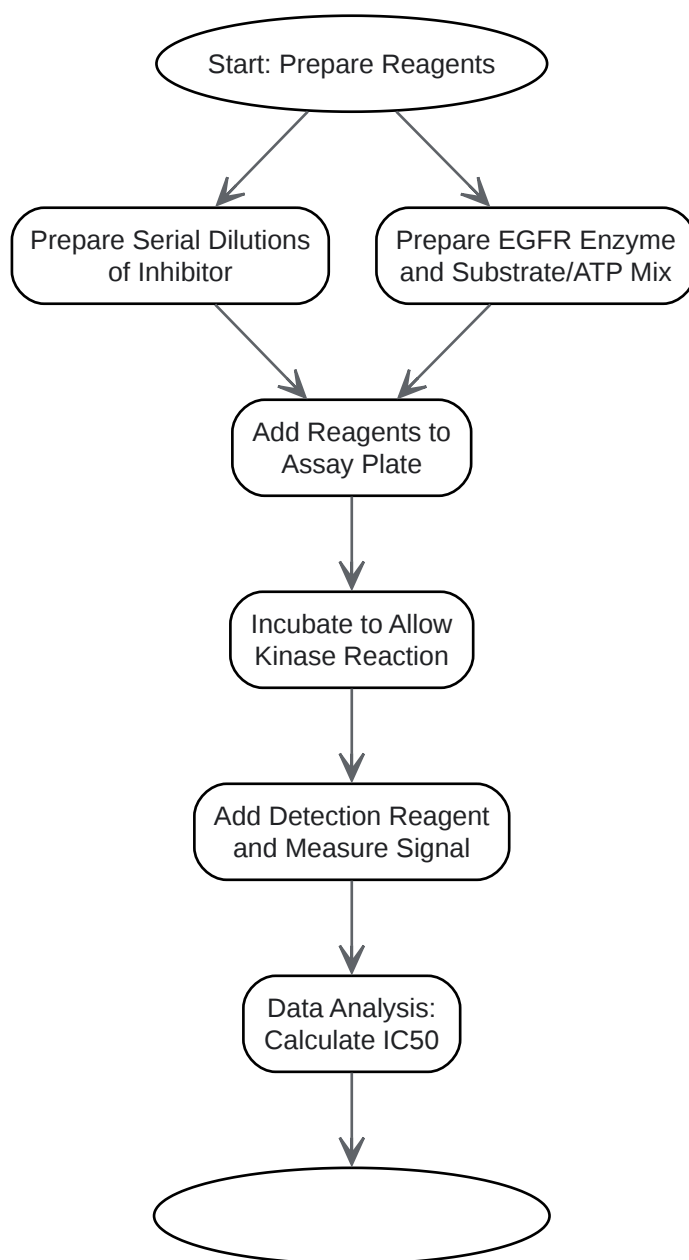 Start: Prepare Reagents
Prepare Serial Dilutions
of Inhibitor
Prepare EGFR Enzyme
and Substrate/ATP Mix
Add Reagents to
Assay Plate
Incubate to Allow
Kinase Reaction
Add Detection Reagent
and Measure Signal
Data Analysis:
Calculate IC50